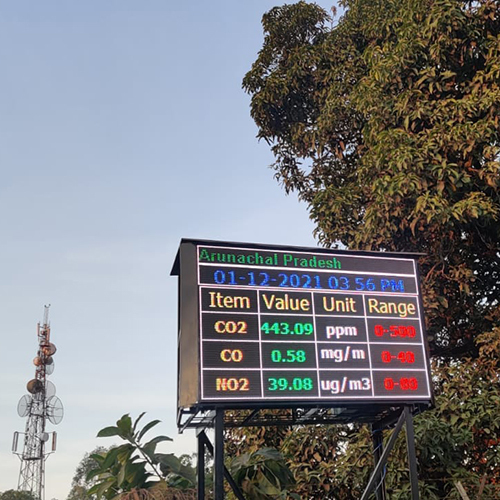 Arunachal Pradesh
01-12-2021 03 56 PM
Item Value Unit Range
CO2 443.09 ppm 0-500
CO 0.58 mg/m 0-40
NO2 39.08 ug/m3 0-80